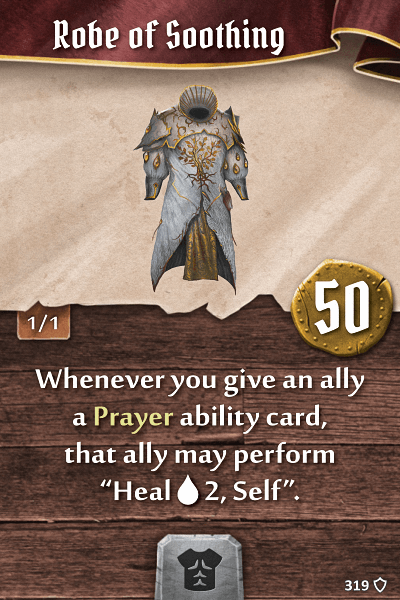 Robe of Soothing
50
1/1
Whenever you give an ally
a Prayer ability card,
that ally may perform
“Heal 2, Self”.
319